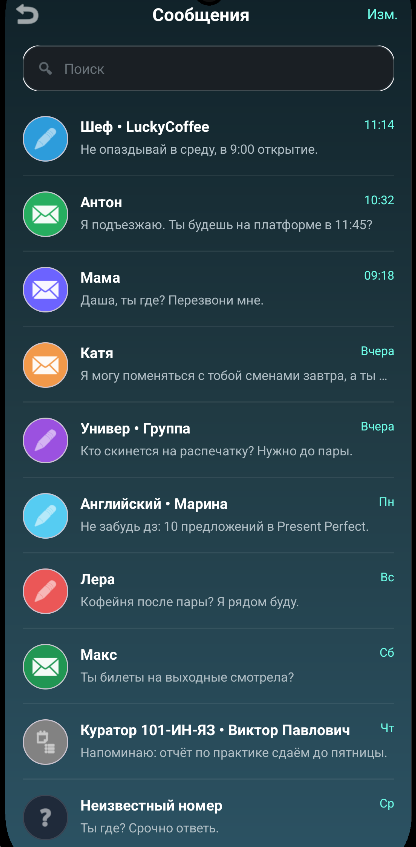 Сообщения
Изм.
Поиск
Шеф • LuckyCoffee
11:14
Не опаздывай в среду, в 9:00 открытие.
Антон
10:32
Я подъезжаю. Ты будешь на платформе в 11:45?
Мама
09:18
Даша, ты где? Перезвони мне.
Катя
Вчера
Я могу поменяться с тобой сменами завтра, а ты ...
Универ • Группа
Вчера
Кто скинется на распечатку? Нужно до пары.
Английский • Марина
Пн
Не забудь дз: 10 предложений в Present Perfect.
Лера
Вс
Кофейня после пары? Я рядом буду.
Макс
Сб
Ты билеты на выходные смотрела?
Куратор 101-ИН-ЯЗ • Виктор Павлович
Чт
Напоминаю: отчёт по практике сдаём до пятницы.
?
Неизвестный номер
Ср
Ты где? Срочно ответь.